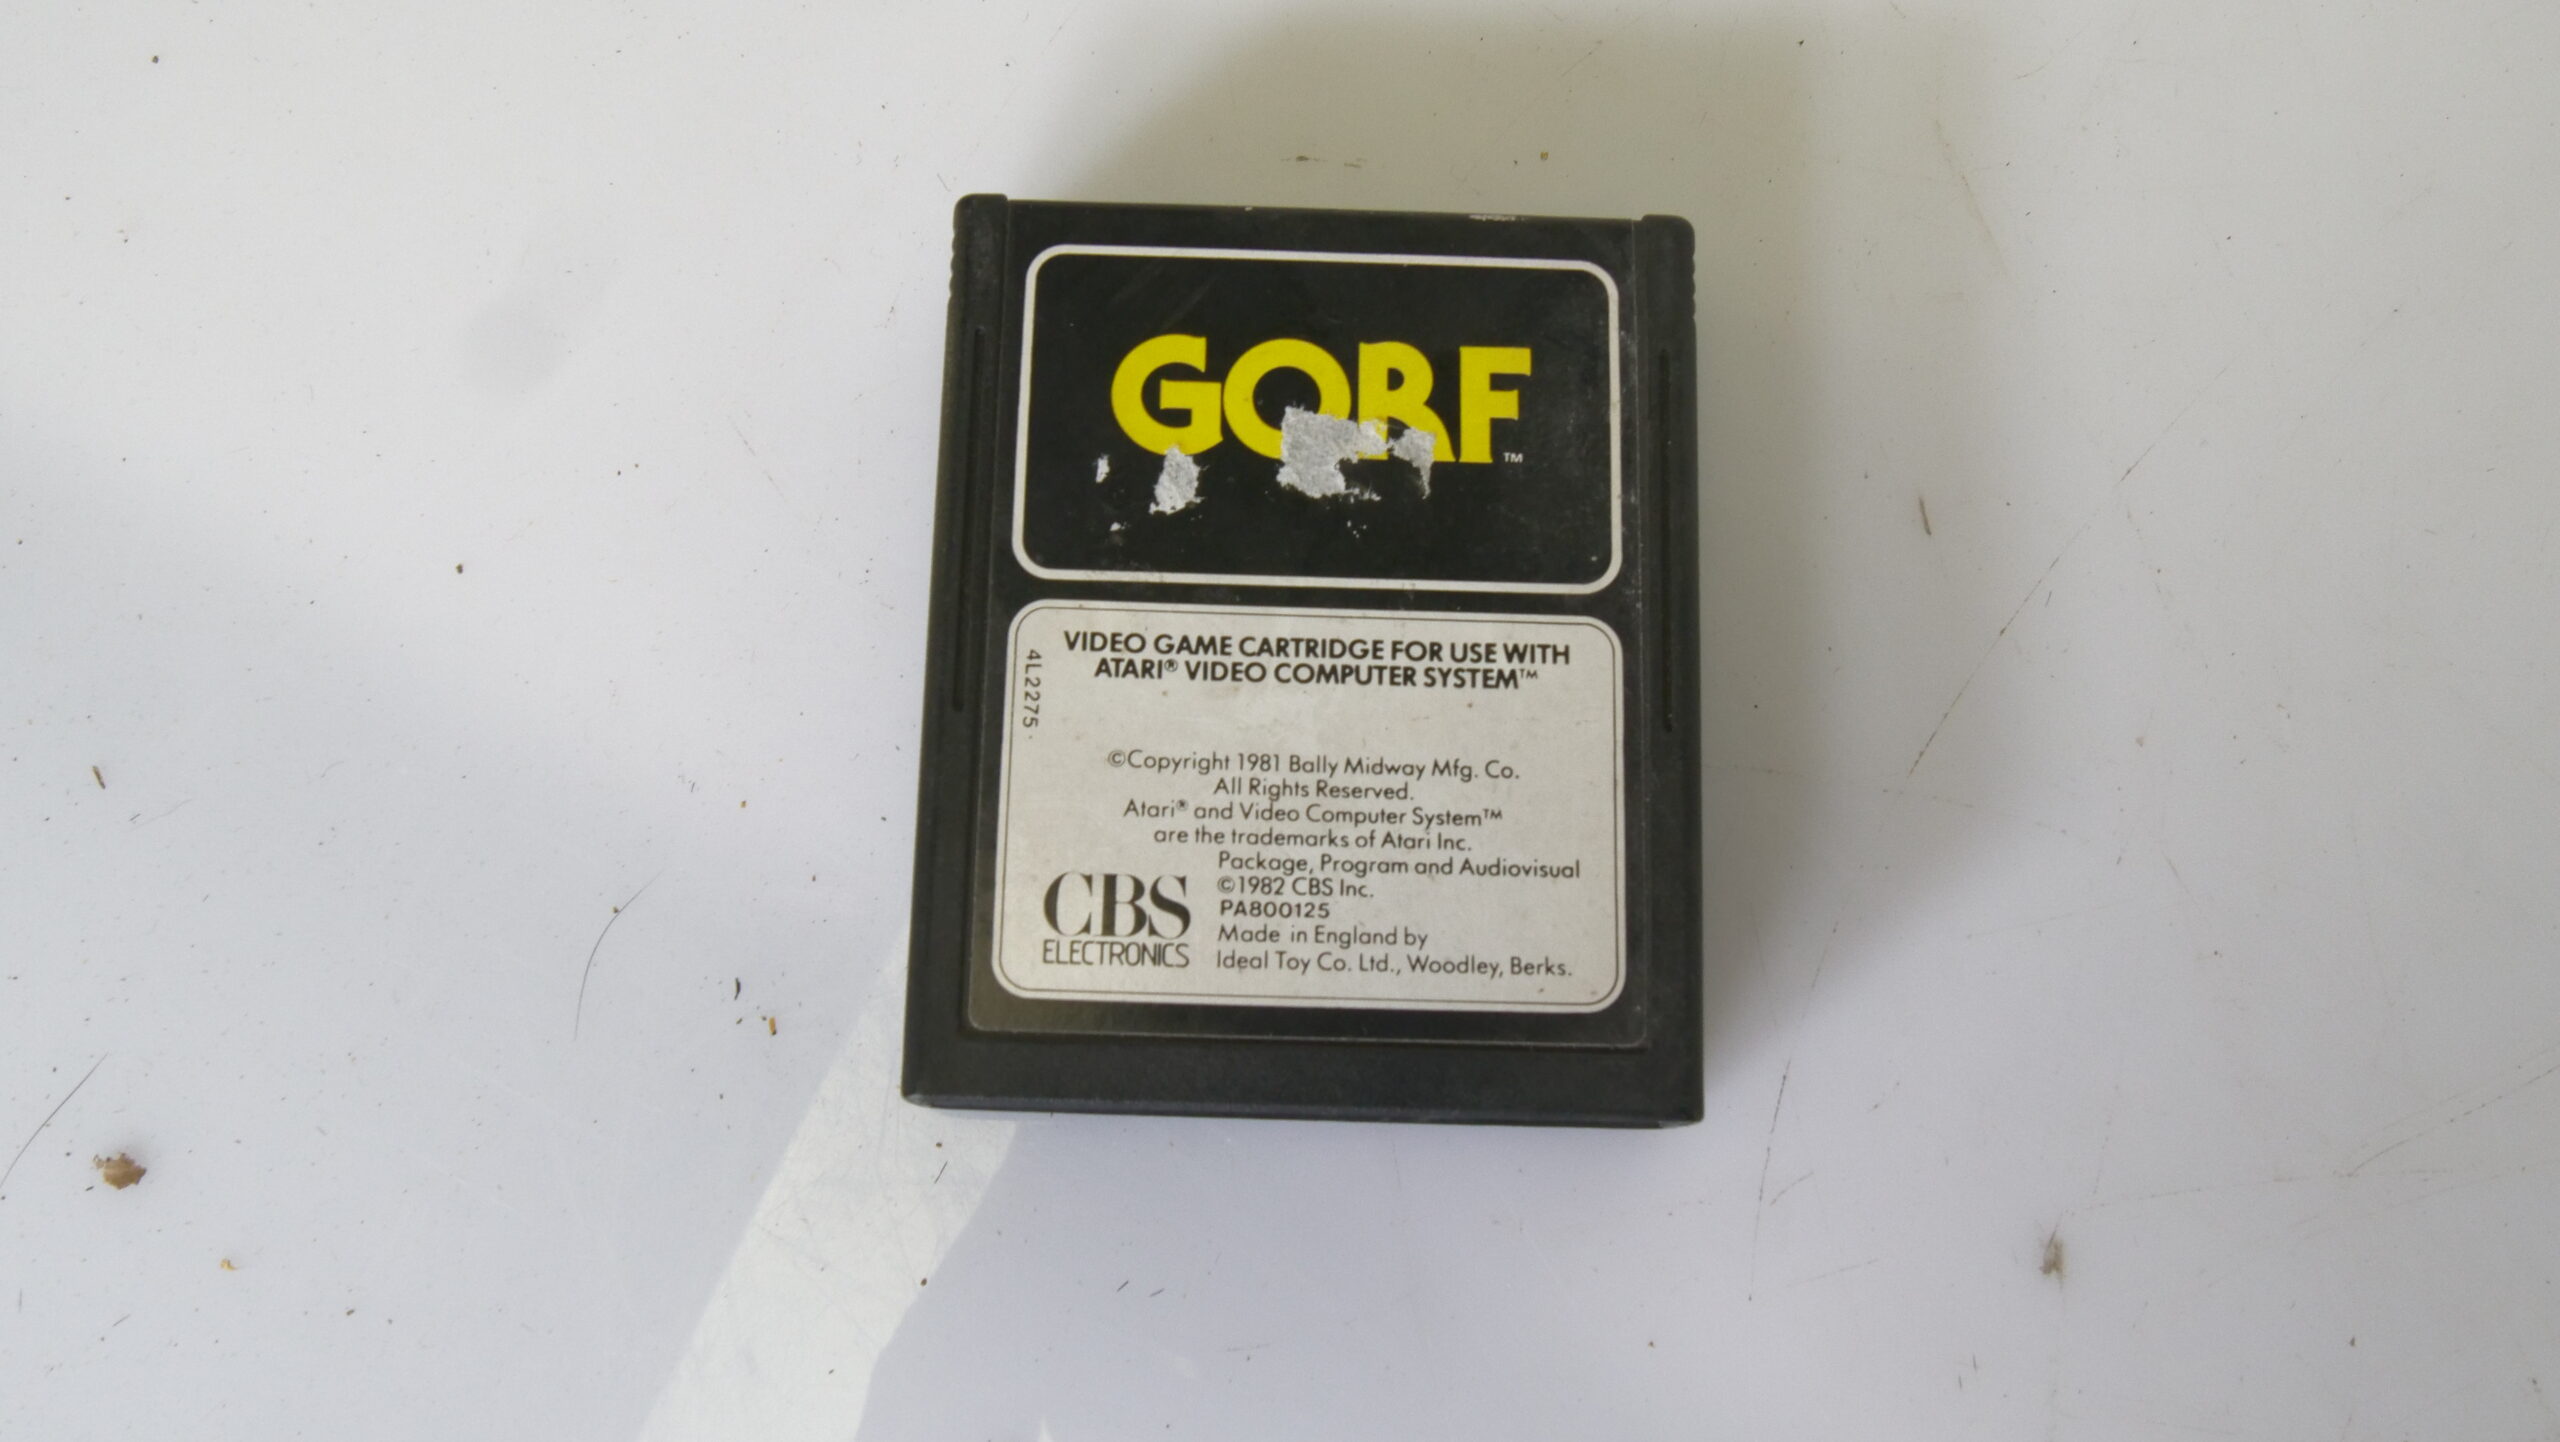 GORF™
VIDEO GAME CARTRIDGE FOR USE WITH
ATARI® VIDEO COMPUTER SYSTEM™
4L2275
©Copyright 1981 Bally Midway Mfg. Co.
All Rights Reserved.
Atari® and Video Computer System™
are the trademarks of Atari Inc.
Package, Program and Audiovisual
©1982 CBS Inc.
PA800125
Made in England by
Ideal Toy Co. Ltd., Woodley, Berks.
CBS
ELECTRONICS